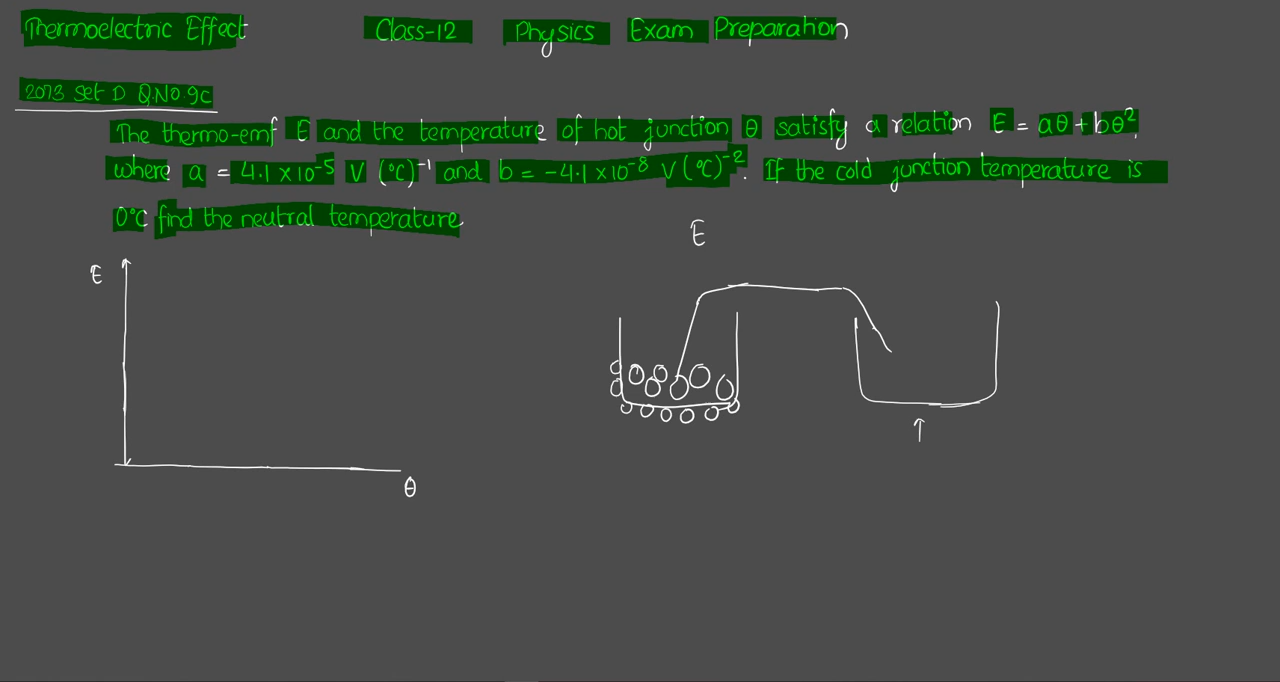 Thermoelectric Effect Class-12 Physics Exam Preparation
2073 Set D Q.No.9c
The thermo-emf E and the temperature of hot junction θ satisfy a relation E = aθ + bθ²,
where a = 4.1 × 10⁻⁵ V (°C)⁻¹ and b = -4.1 × 10⁻⁸ V (°C)⁻². If the cold junction temperature is
0°C find the neutral temperature
E
E
θ